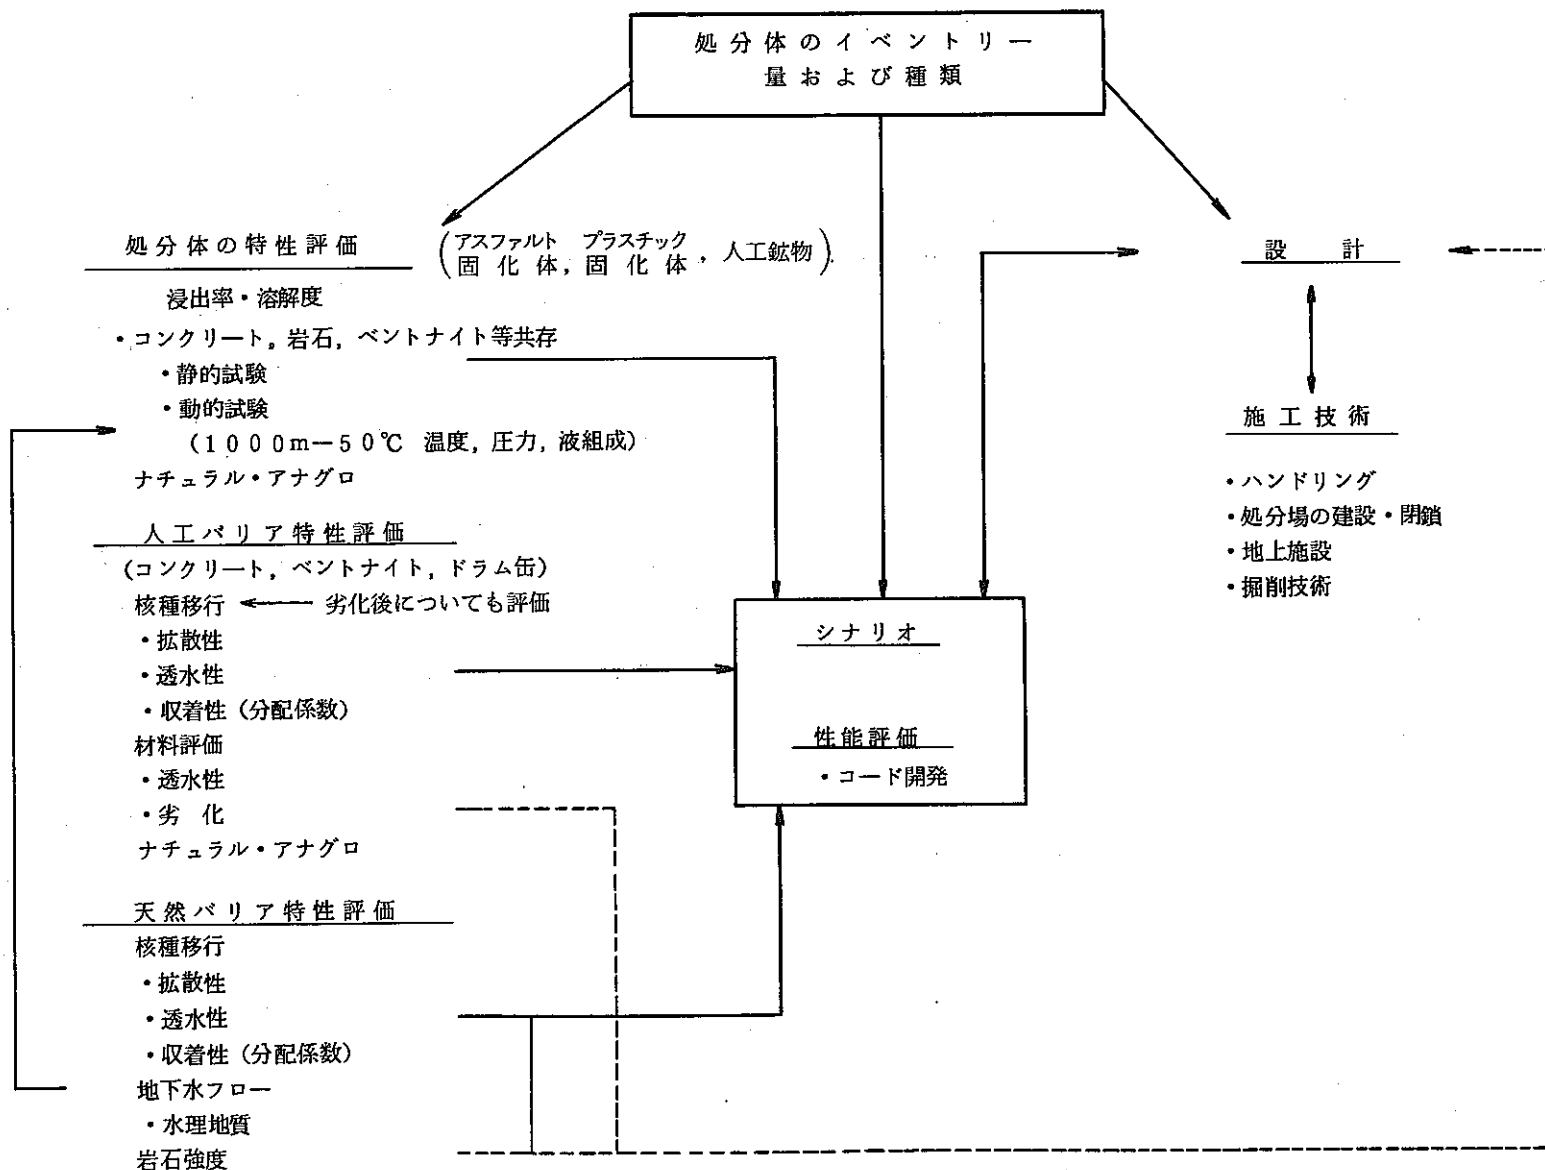 処分体のイベントリー
量および種類
処分体の特性評価
(アスファルト固化体, プラスチック固化体, 人工鉱物)
浸出率・溶解度
・コンクリート, 岩石, ベントナイト等共存
・静的試験
・動的試験
(1000m-50℃ 温度, 圧力, 液組成)
ナチュラル・アナグロ
人工バリア特性評価
(コンクリート, ベントナイト, ドラム缶)
核種移行 ← 劣化後についても評価
・拡散性
・透水性
・収着性 (分配係数)
材料評価
・透水性
・劣 化
ナチュラル・アナグロ
天然バリア特性評価
核種移行
・拡散性
・透水性
・収着性 (分配係数)
地下水フロー
・水理地質
岩石強度
シナリオ
性能評価
・コード開発
設 計
施工技術
・ハンドリング
・処分場の建設・閉鎖
・地上施設
・掘削技術